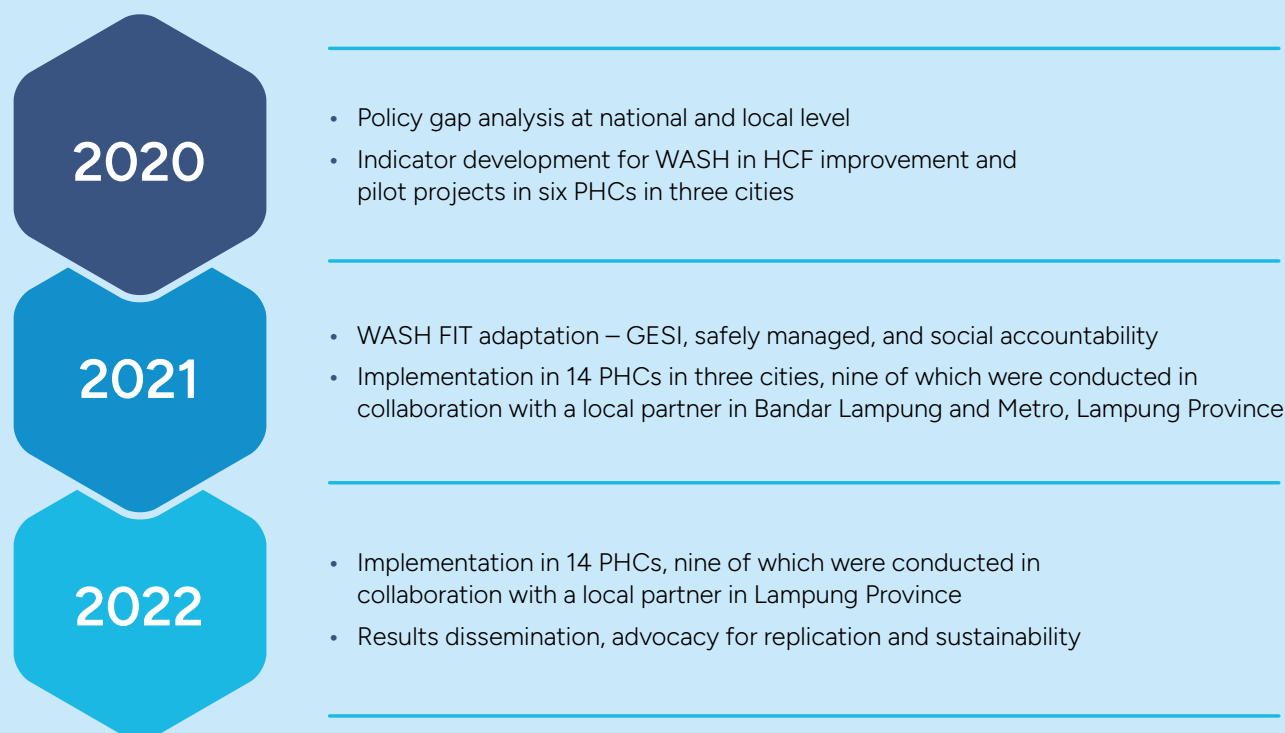 2020
• Policy gap analysis at national and local level
• Indicator development for WASH in HCF improvement and
pilot projects in six PHCs in three cities
2021
• WASH FIT adaptation – GESI, safely managed, and social accountability
• Implementation in 14 PHCs in three cities, nine of which were conducted in
collaboration with a local partner in Bandar Lampung and Metro, Lampung Province
2022
• Implementation in 14 PHCs, nine of which were conducted in
collaboration with a local partner in Lampung Province
• Results dissemination, advocacy for replication and sustainability